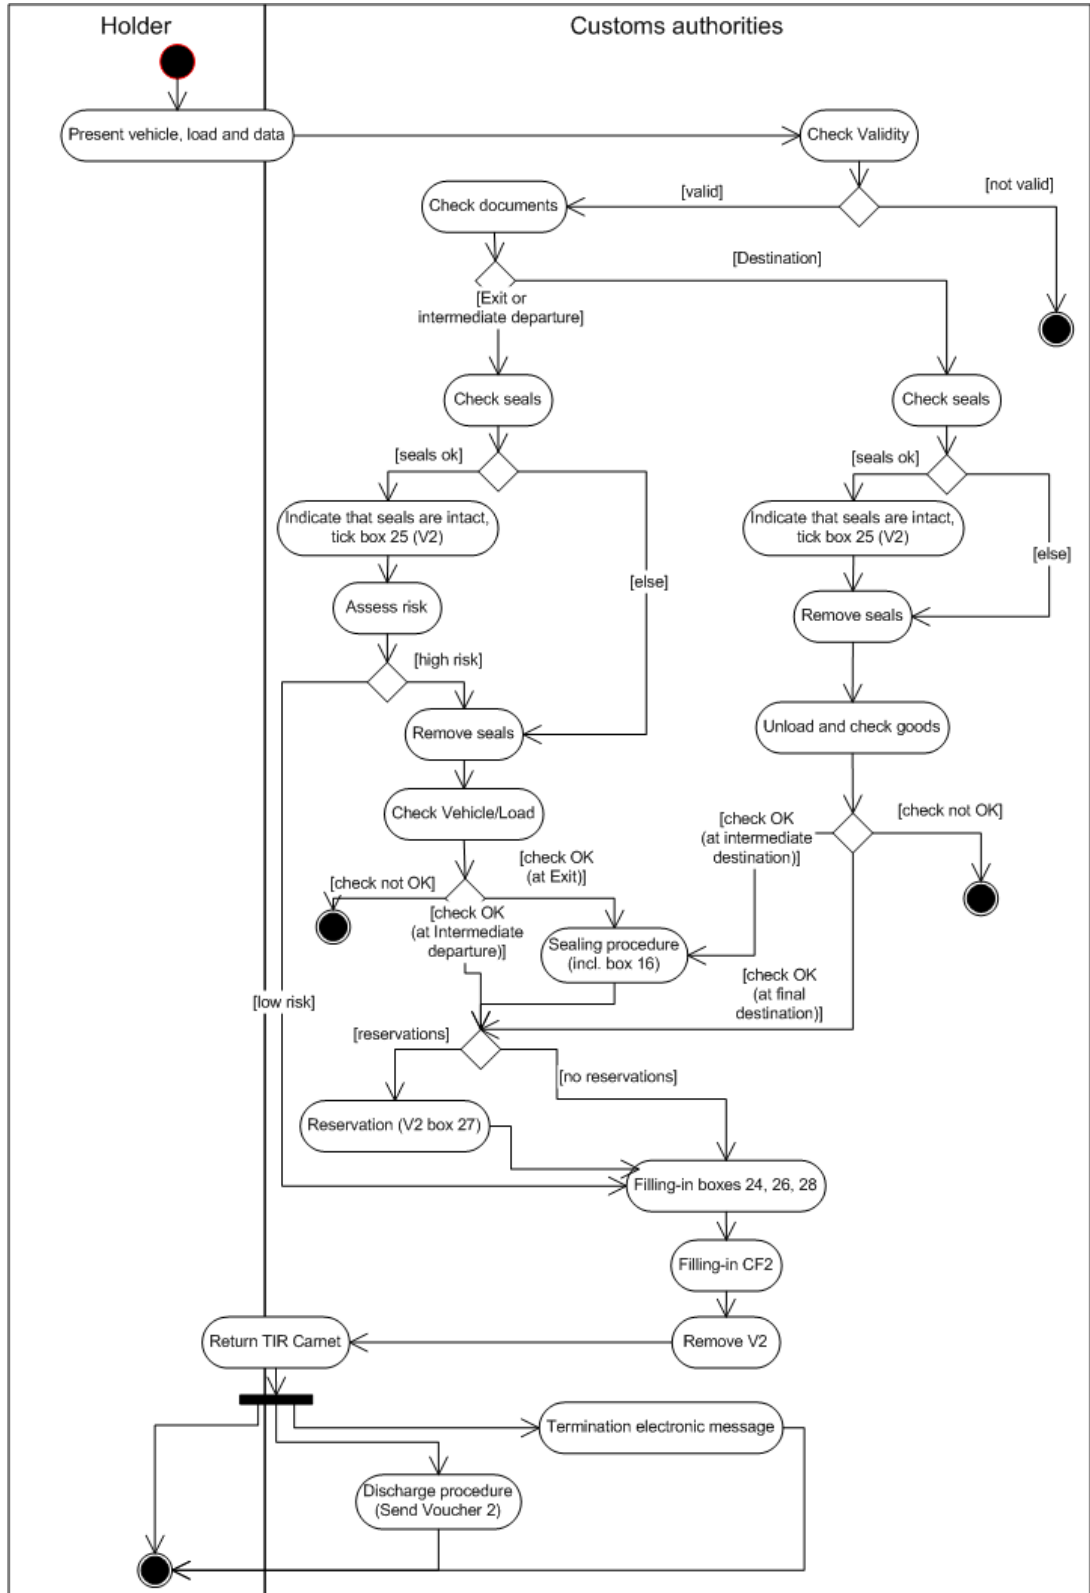 Holder
Customs authorities
Present vehicle, load and data
Check Validity
[valid]
[not valid]
Check documents
[Destination]
[Exit or
intermediate departure]
Check seals
Check seals
[seals ok]
[seals ok]
Indicate that seals are intact,
tick box 25 (V2)
Indicate that seals are intact,
tick box 25 (V2)
[else]
[else]
Assess risk
Remove seals
[high risk]
Remove seals
Unload and check goods
Check Vehicle/Load
[check OK
(at intermediate
destination)]
[check not OK]
[check OK
(at Exit)]
[check not OK]
[check OK
(at Intermediate
departure)]
Sealing procedure
(incl. box 16)
[check OK
(at final
destination)]
[low risk]
[reservations]
[no reservations]
Reservation (V2 box 27)
Filling-in boxes 24, 26, 28
Filling-in CF2
Return TIR Carnet
Remove V2
Termination electronic message
Discharge procedure
(Send Voucher 2)